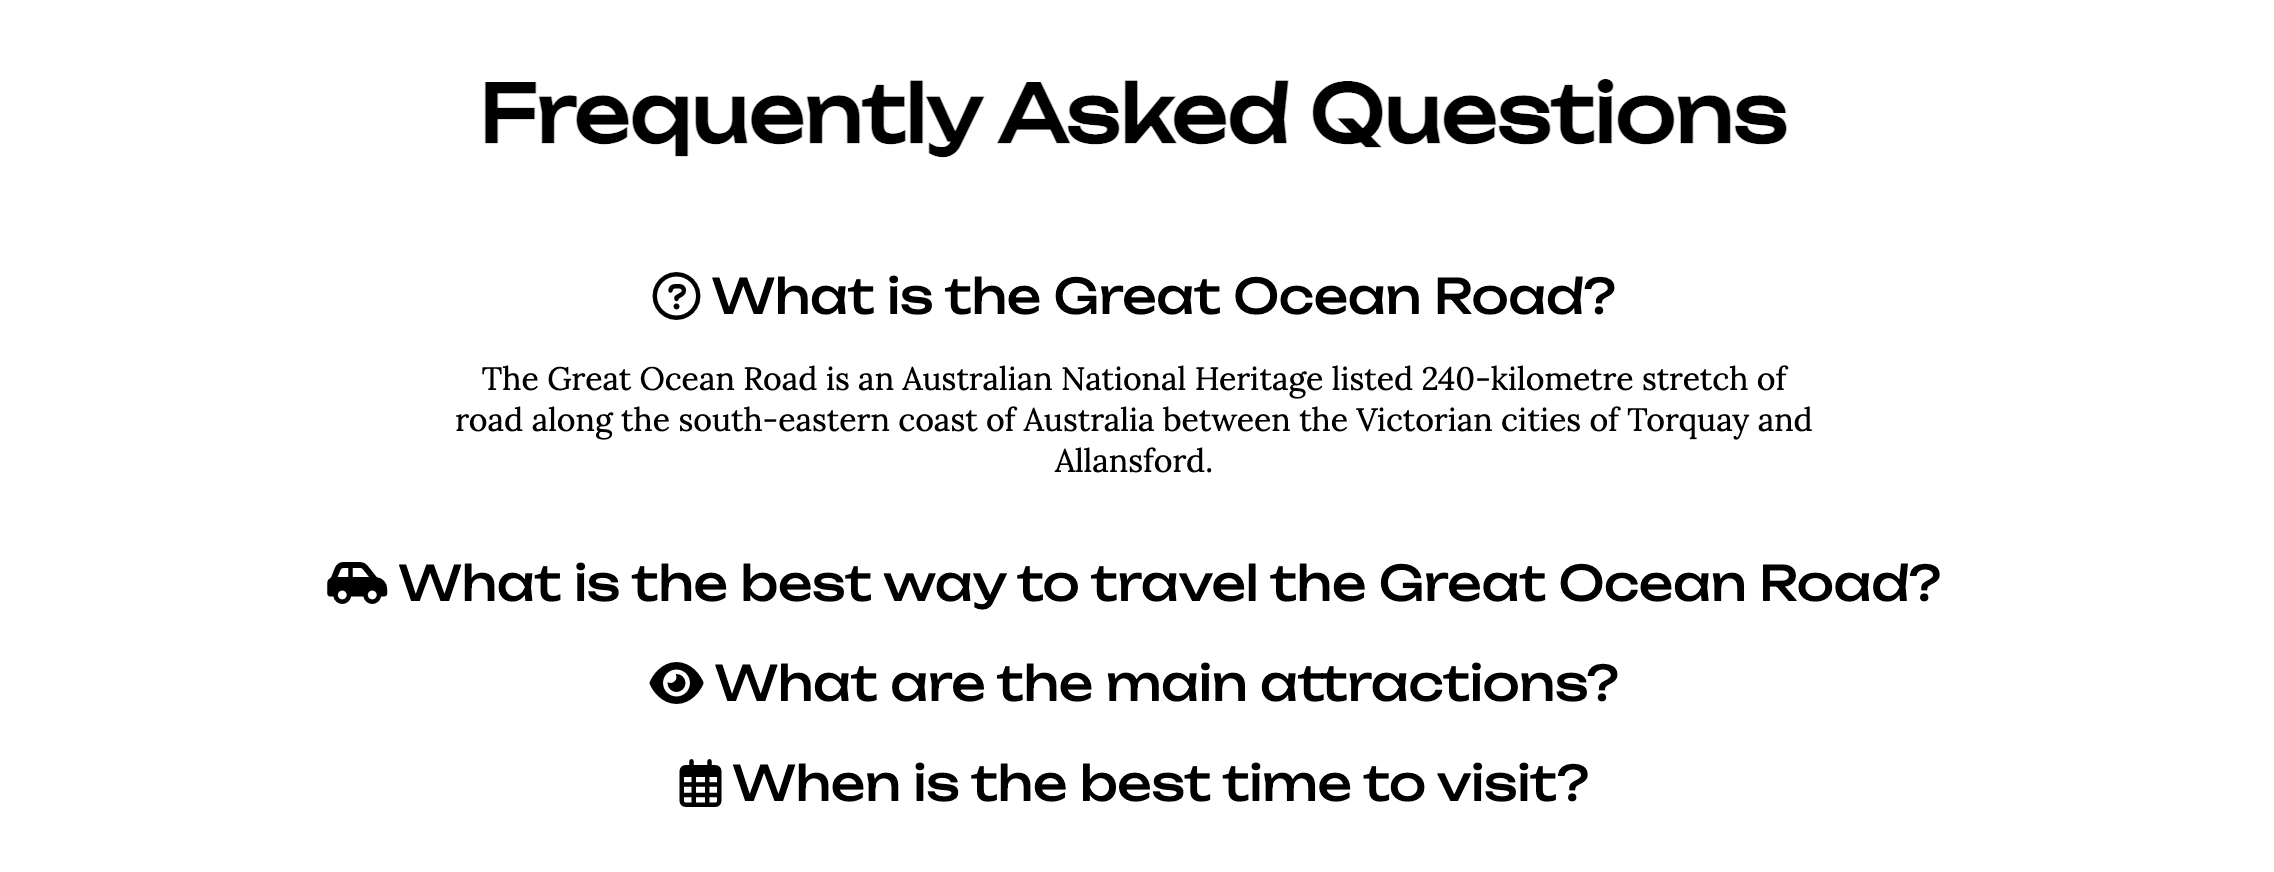 Frequently Asked Questions
What is the Great Ocean Road?
The Great Ocean Road is an Australian National Heritage listed 240-kilometre stretch of
road along the south-eastern coast of Australia between the Victorian cities of Torquay and
Allansford.
What is the best way to travel the Great Ocean Road?
What are the main attractions?
When is the best time to visit?